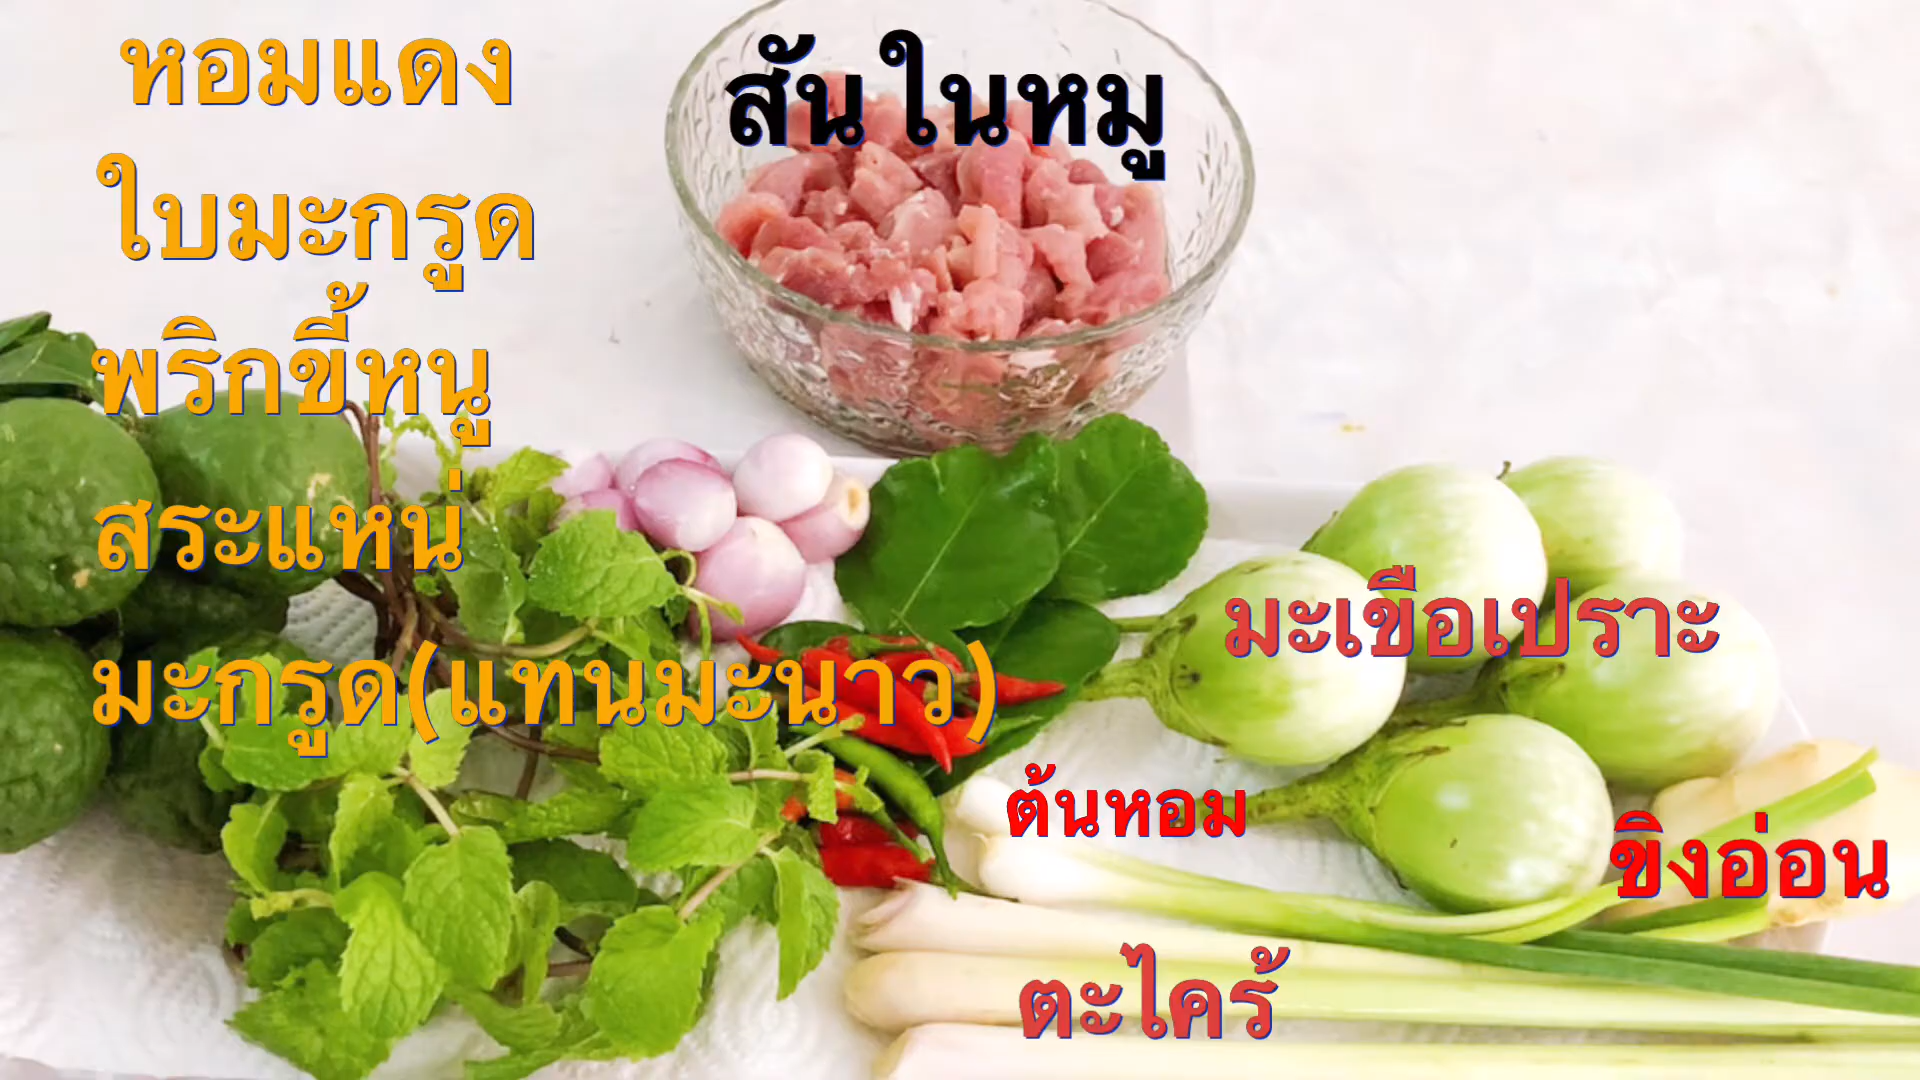 หอมแดง
สันในหมู
ใบมะกรูด
พริกขี้หนู
สระแหน่
มะกรูด(แทนมะนาว)
มะเขือเปราะ
ต้นหอม
ขิงอ่อน
ตะไคร้